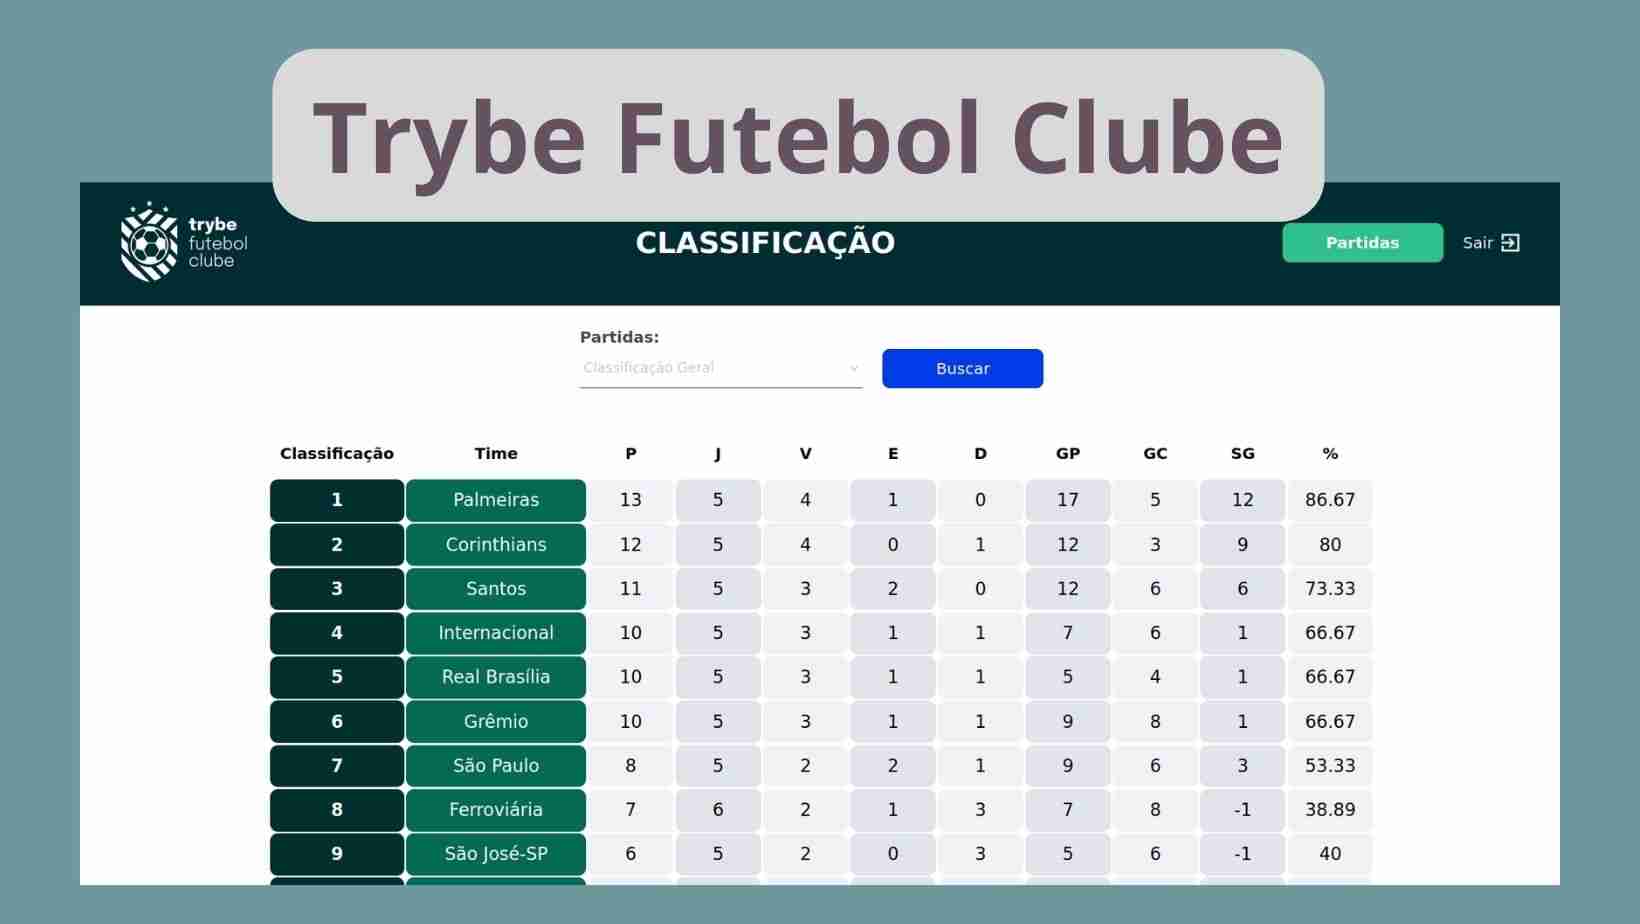 Trybe Futebol Clube
trybe
futebol
clube
CLASSIFICAÇÃO
Partidas
Sair
Partidas:
Classificação Geral
Buscar
Classificação Time P J V E D GP GC SG %
1 Palmeiras 13 5 4 1 0 17 5 12 86.67
2 Corinthians 12 5 4 0 1 12 3 9 80
3 Santos 11 5 3 2 0 12 6 6 73.33
4 Internacional 10 5 3 1 1 7 6 1 66.67
5 Real Brasília 10 5 3 1 1 5 4 1 66.67
6 Grêmio 10 5 3 1 1 9 8 1 66.67
7 São Paulo 8 5 2 2 1 9 6 3 53.33
8 Ferroviária 7 6 2 1 3 7 8 -1 38.89
9 São José-SP 6 5 2 0 3 5 6 -1 40